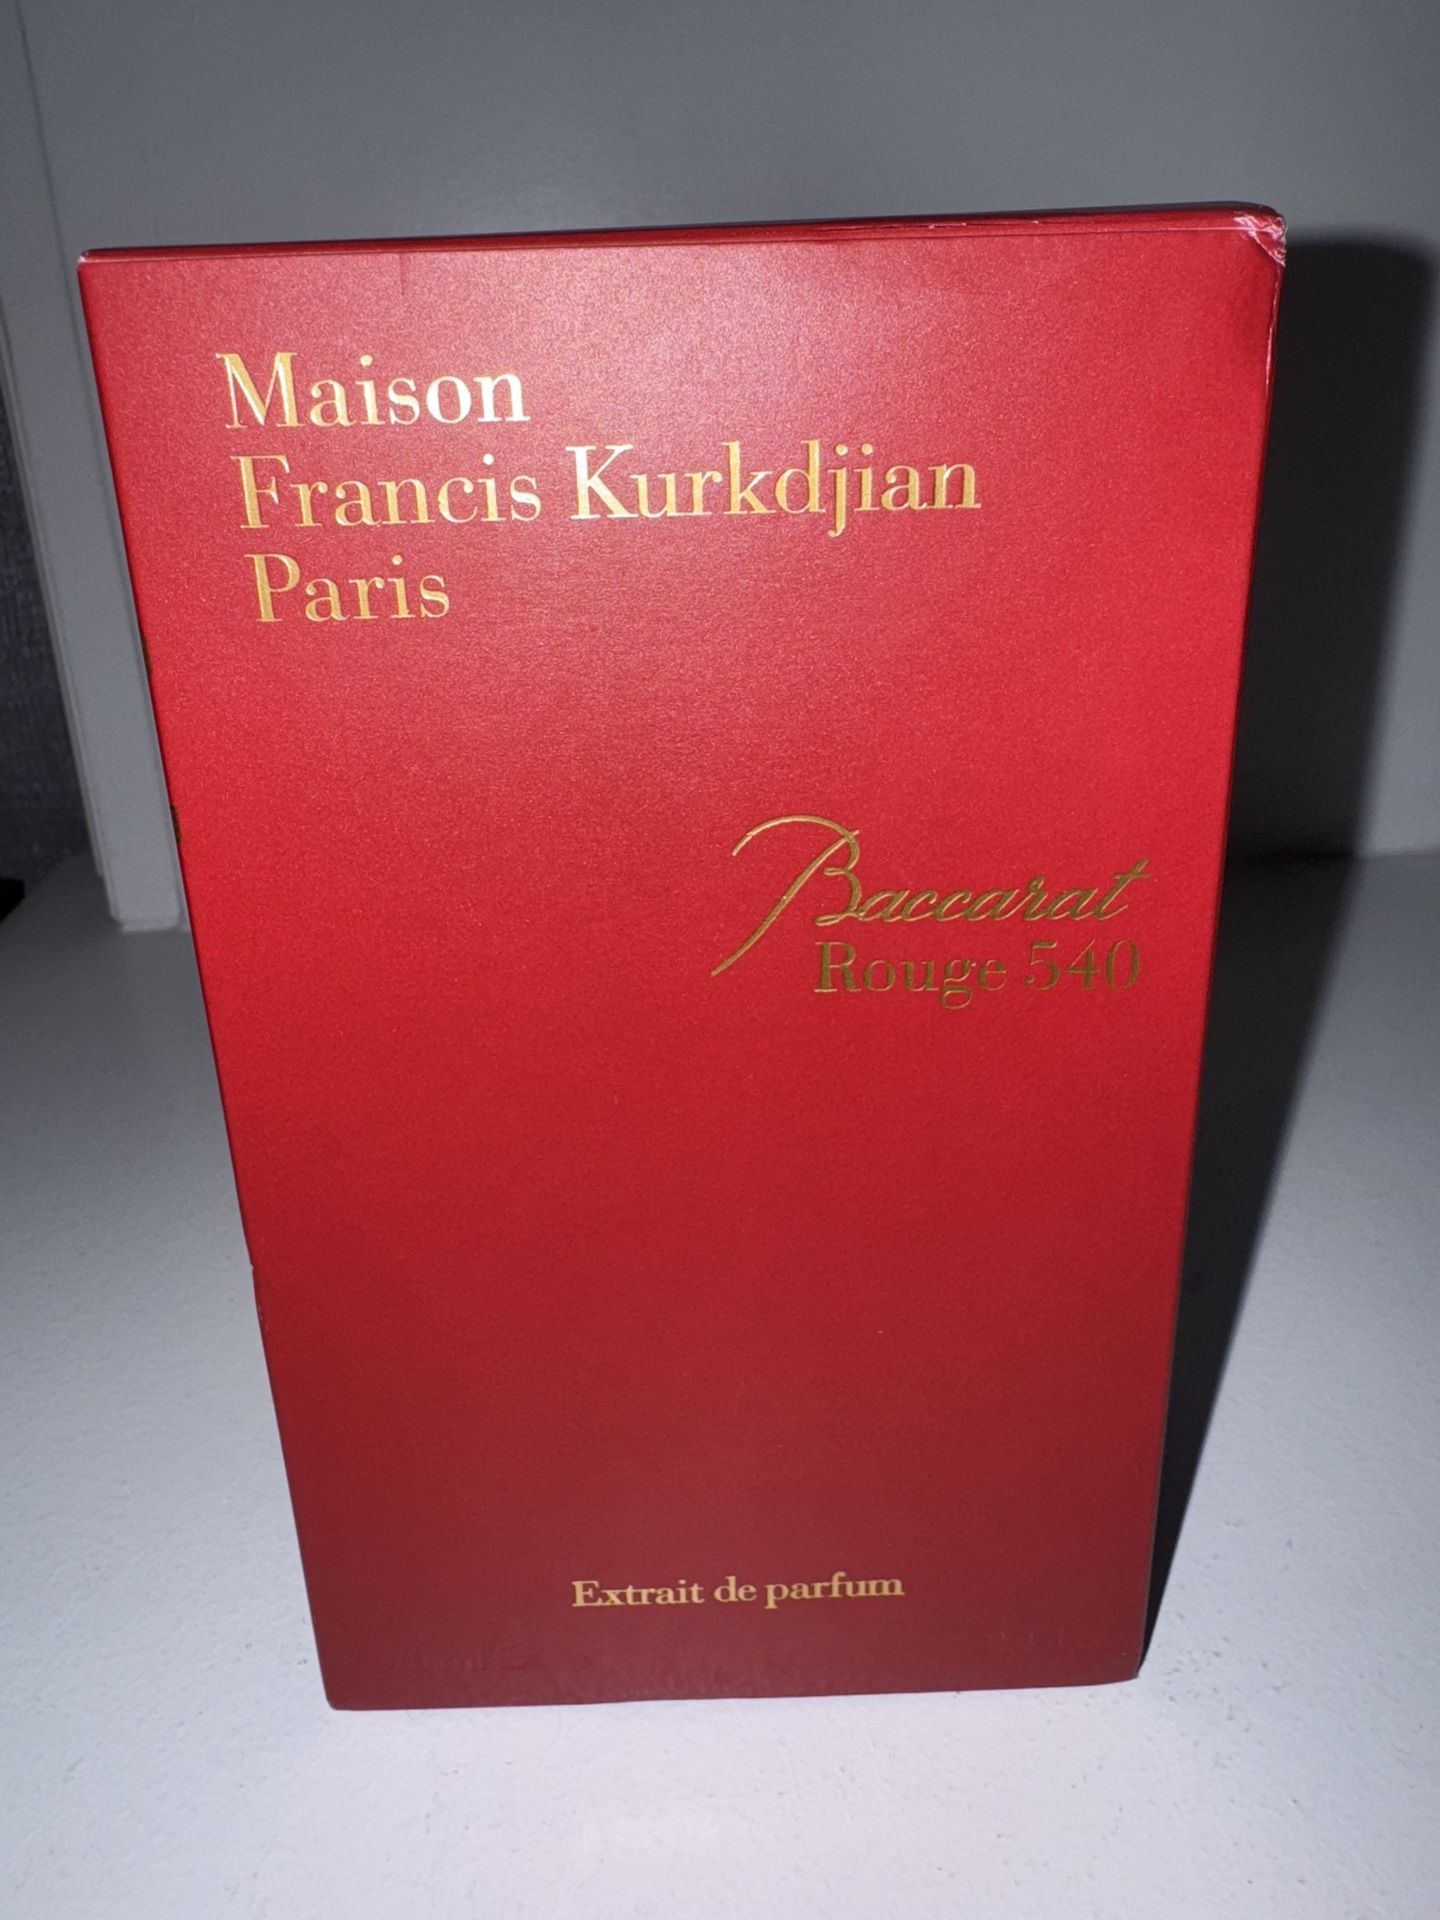 Maison
Francis Kurkdjian
Paris
Baccarat
Rouge 540
Extrait de parfum